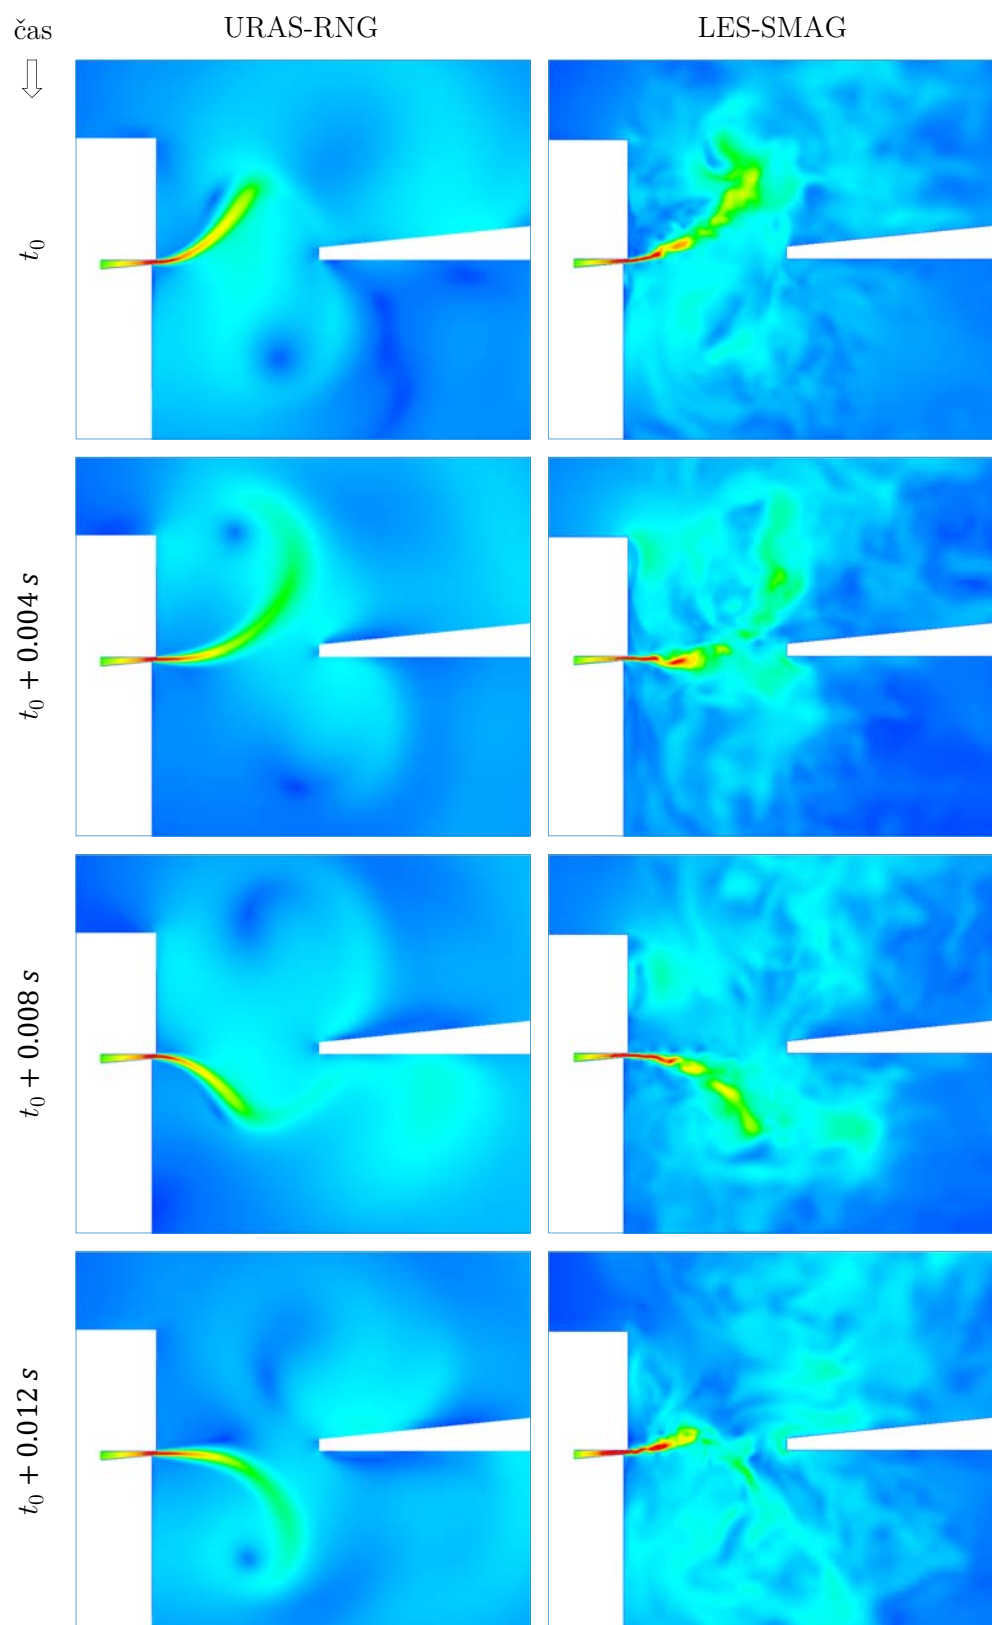 čas URAS-RNG LES-SMAG
t₀
t₀ + 0.004 s
t₀ + 0.008 s
t₀ + 0.012 s